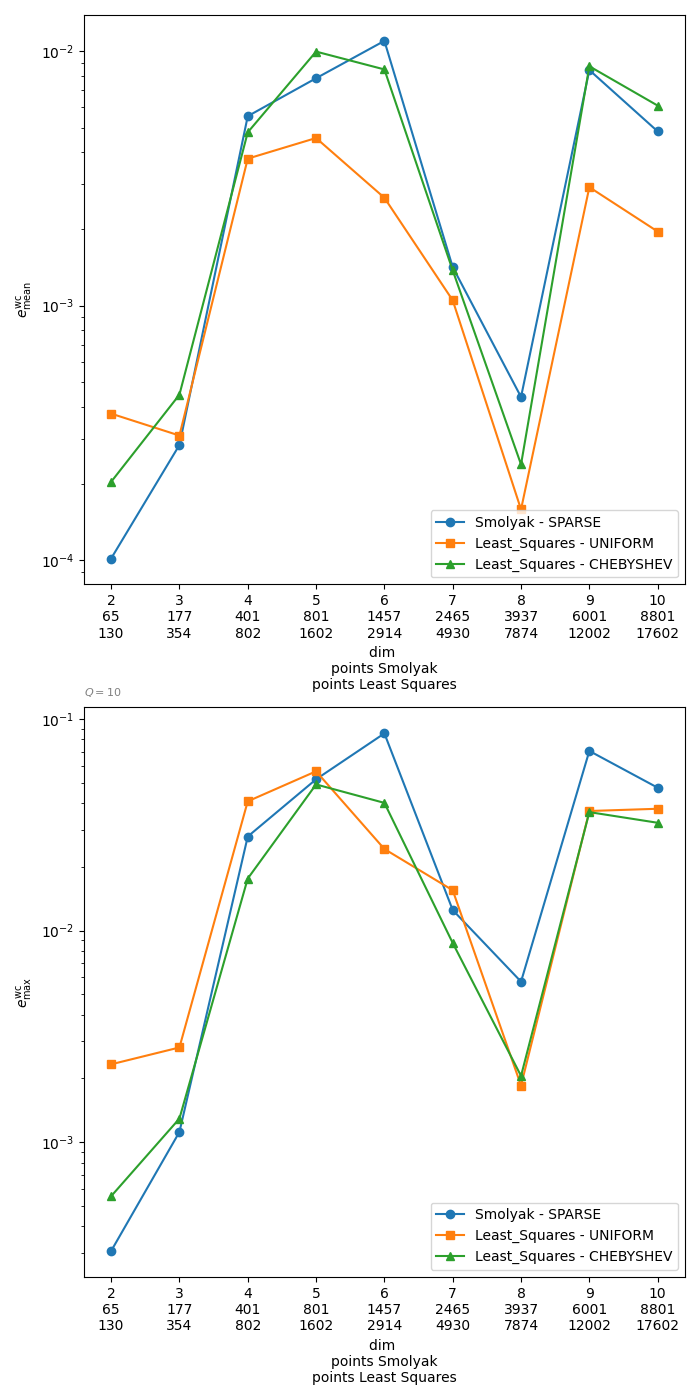 10⁻²
10⁻³
10⁻⁴
e^wc_mean
Smolyak - SPARSE
Least_Squares - UNIFORM
Least_Squares - CHEBYSHEV
2 3 4 5 6 7 8 9 10
65 177 401 801 1457 2465 3937 6001 8801
130 354 802 1602 2914 4930 7874 12002 17602
dim
points Smolyak
points Least Squares
Q = 10
10⁻¹
10⁻²
10⁻³
e^wc_max
Smolyak - SPARSE
Least_Squares - UNIFORM
Least_Squares - CHEBYSHEV
2 3 4 5 6 7 8 9 10
65 177 401 801 1457 2465 3937 6001 8801
130 354 802 1602 2914 4930 7874 12002 17602
dim
points Smolyak
points Least Squares